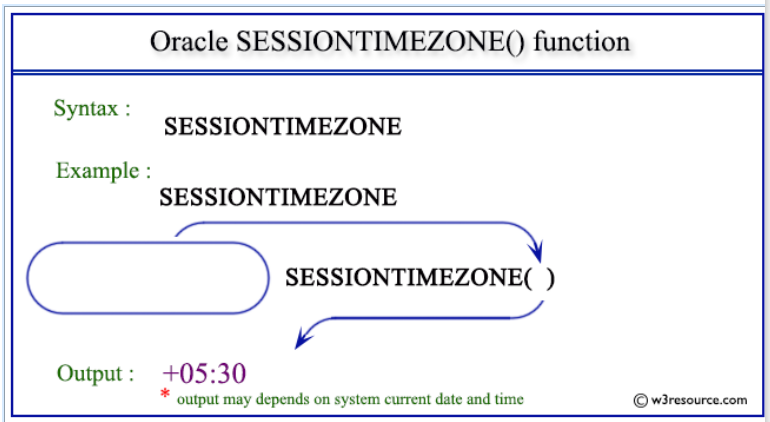 Oracle SESSIONTIMEZONE() function
Syntax :
SESSIONTIMEZONE
Example :
SESSIONTIMEZONE
SESSIONTIMEZONE( )
Output : +05:30
* output may depends on system current date and time
© w3resource.com